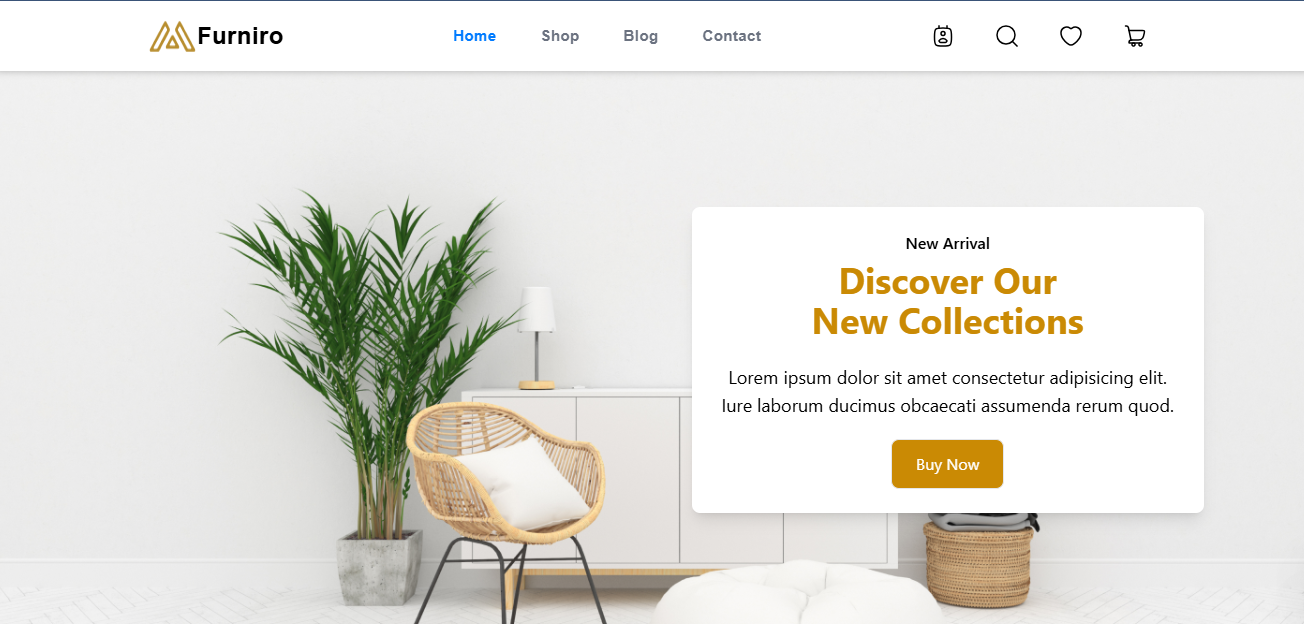 Furniro
Home Shop Blog Contact
New Arrival
Discover Our
New Collections
Lorem ipsum dolor sit amet consectetur adipisicing elit.
Iure laborum ducimus obcaecati assumenda rerum quod.
Buy Now